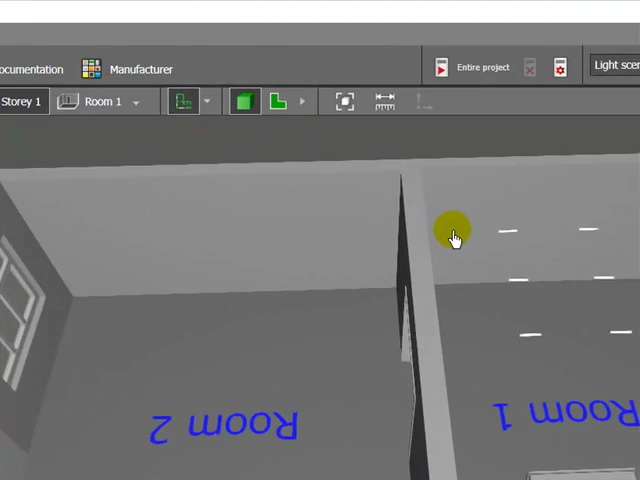 ocumentation Manufacturer Entire project Light scen
Storey 1 Room 1
Room 2 Room 1